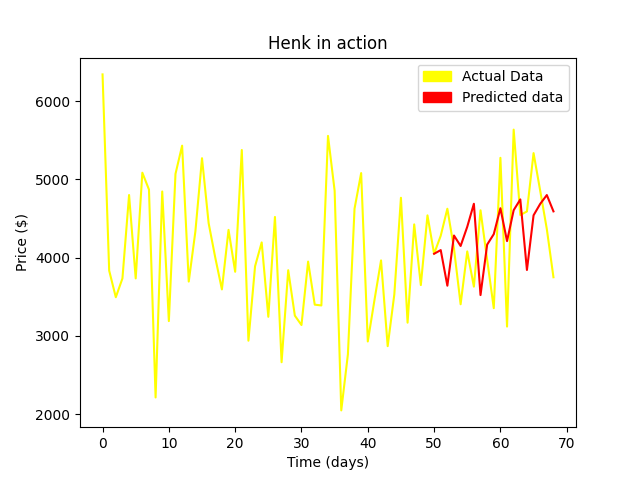 Henk in action
Actual Data
Predicted data
Price ($)
6000
5000
4000
3000
2000
0 10 20 30 40 50 60 70
Time (days)